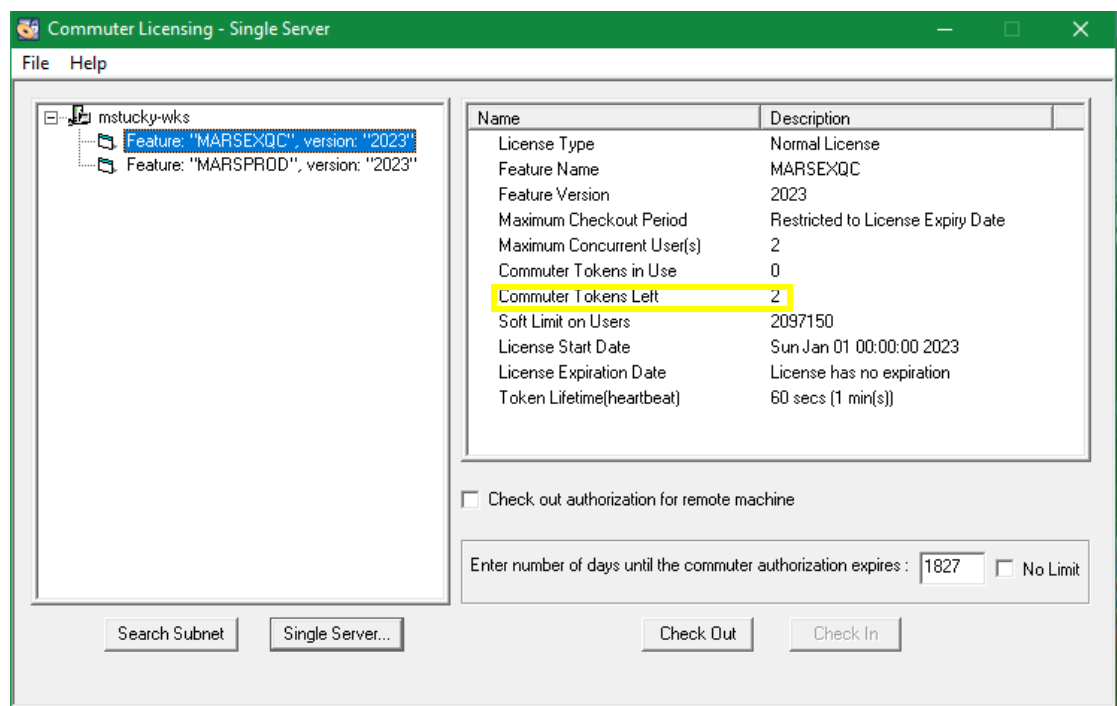 Commuter Licensing - Single Server
File Help
mstucky-wks
Feature: "MARSEXQC", version: "2023"
Feature: "MARSPROD", version: "2023"
Name Description
License Type Normal License
Feature Name MARSEXQC
Feature Version 2023
Maximum Checkout Period Restricted to License Expiry Date
Maximum Concurrent User(s) 2
Commuter Tokens in Use 0
Commuter Tokens Left 2
Soft Limit on Users 2097150
License Start Date Sun Jan 01 00:00:00 2023
License Expiration Date License has no expiration
Token Lifetime(heartbeat) 60 secs (1 min(s))
Check out authorization for remote machine
Enter number of days until the commuter authorization expires : 1827 No Limit
Search Subnet Single Server... Check Out Check In